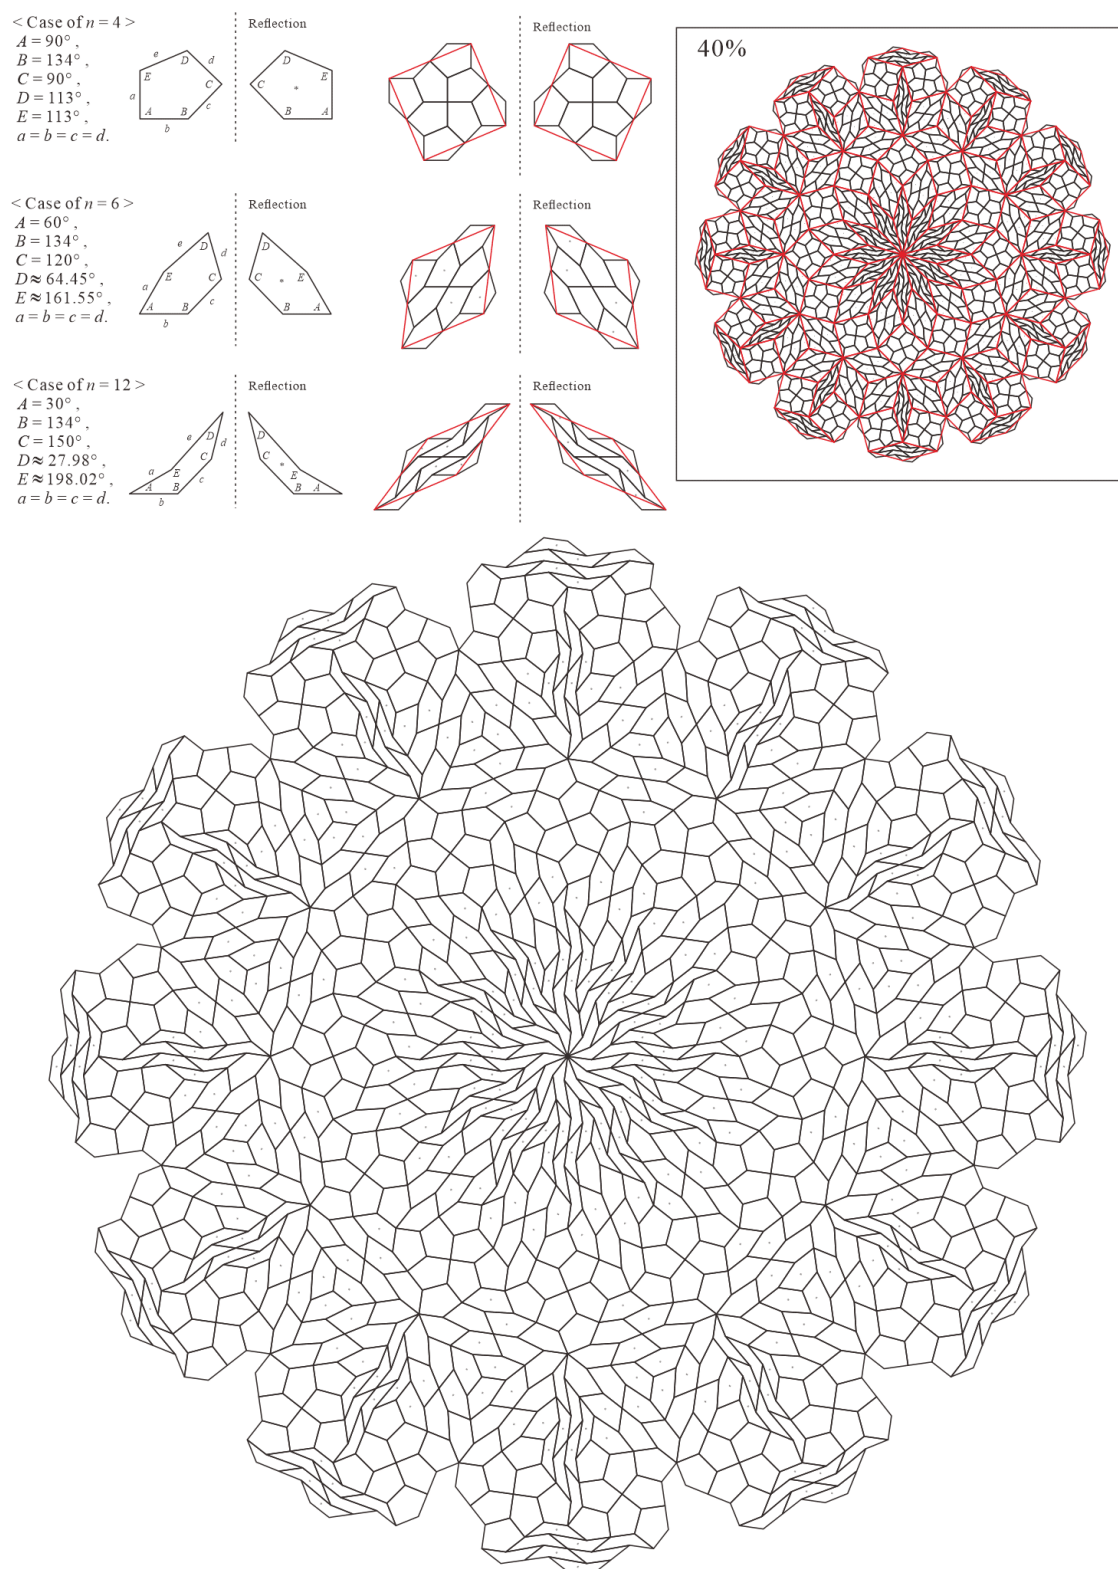 < Case of n = 4 >
A = 90° ,
B = 134° ,
C = 90° ,
D = 113° ,
E = 113° ,
a = b = c = d.
e
D
d
E
C
a
c
A
B
b
Reflection
D
E
C
B
A
Reflection
40%
< Case of n = 6 >
A = 60° ,
B = 134° ,
C = 120° ,
D ≈ 64.45° ,
E ≈ 161.55° ,
a = b = c = d.
e
D
d
E
C
a
c
A
B
b
Reflection
D
C
E
B
A
Reflection
< Case of n = 12 >
A = 30° ,
B = 134° ,
C = 150° ,
D ≈ 27.98° ,
E ≈ 198.02° ,
a = b = c = d.
e
D
d
C
a
E
c
A
B
b
Reflection
D
C
E
B
A
Reflection